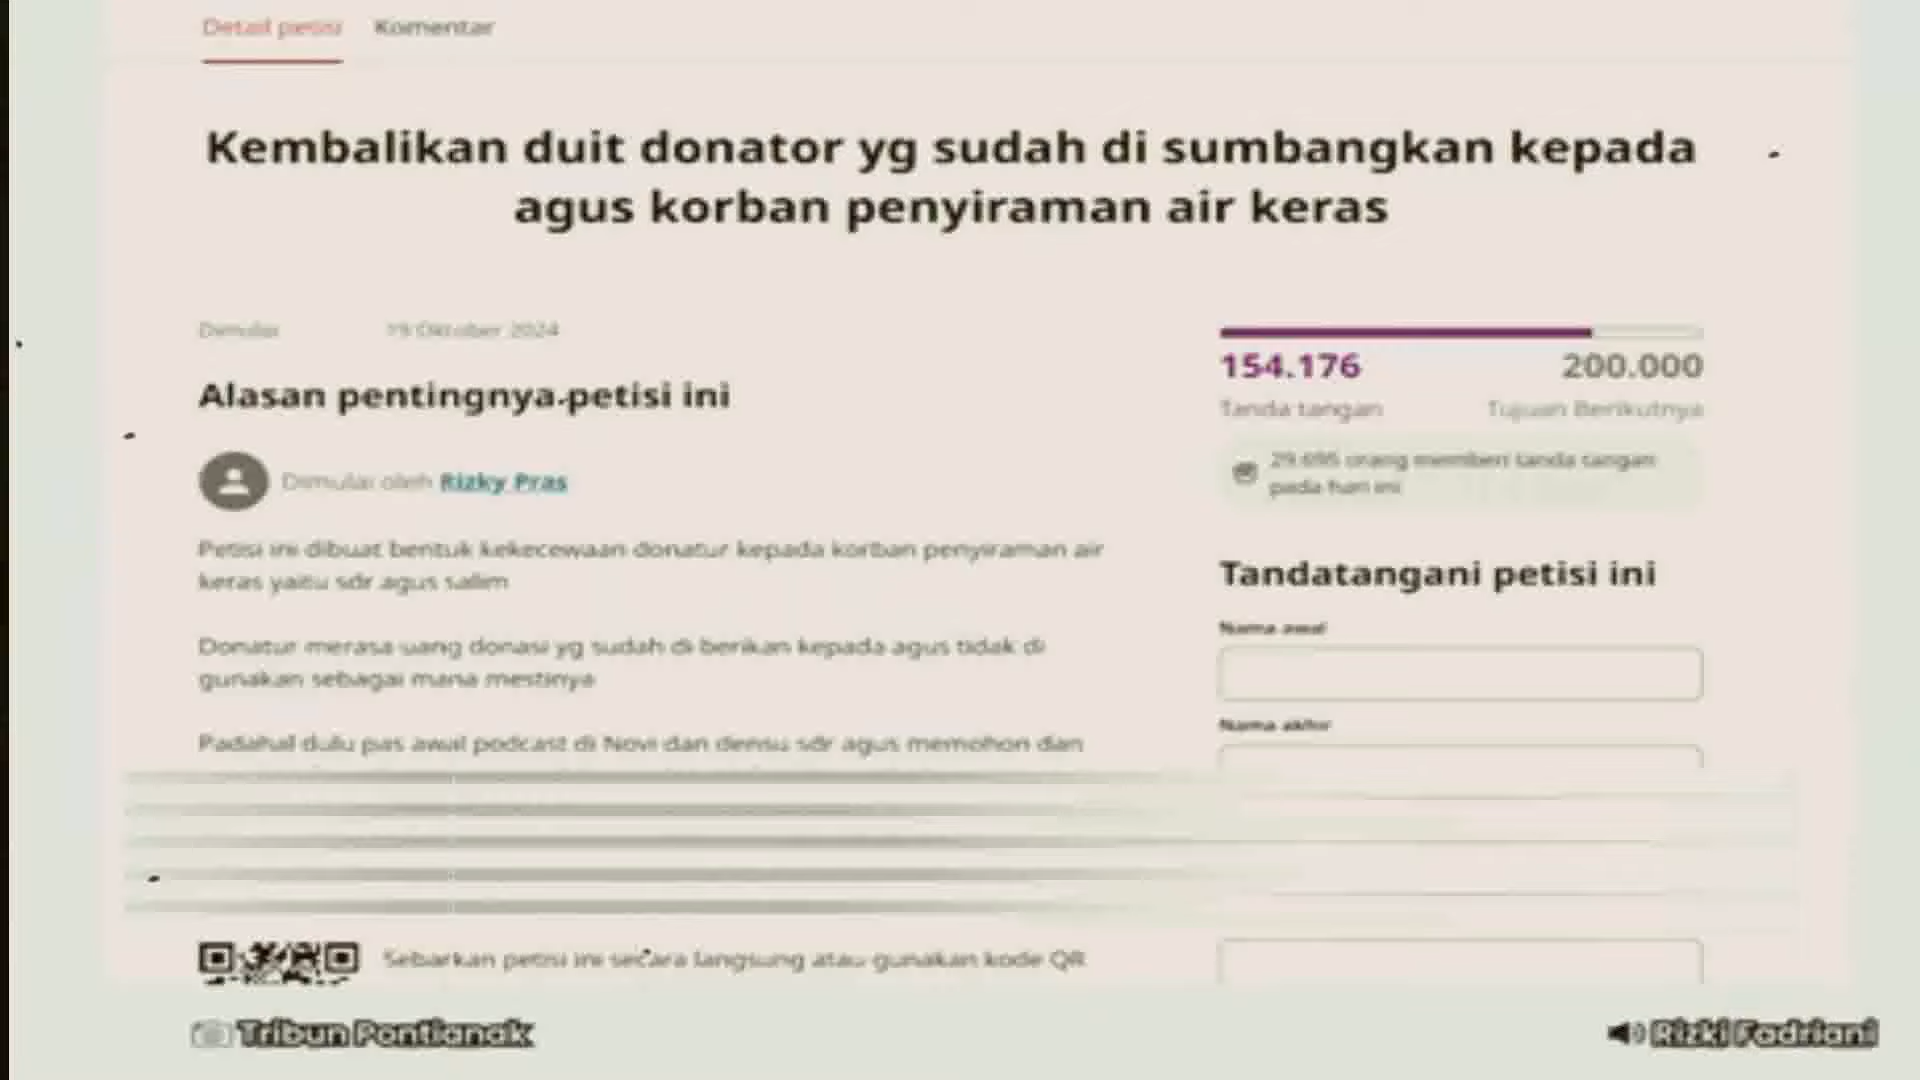 Detail petisi Komentar
Kembalikan duit donator yg sudah di sumbangkan kepada
agus korban penyiraman air keras
Dimulai 19 Oktober 2024
Alasan pentingnya petisi ini
Dimulai oleh Rizky Pras
Petisi ini dibuat bentuk kekecewaan donatur kepada korban penyiraman air
keras yaitu sdr agus salim
Donatur merasa uang donasi yg sudah di berikan kepada agus tidak di
gunakan sebagai mana mestinya
Padahal dulu pas awal podcast di Novi dan densu sdr agus memohon dan
Sebarkan petisi ini secara langsung atau gunakan kode QR
154.176 200.000
Tanda tangan Tujuan Berikutnya
29.695 orang memberi tanda tangan
pada hari ini
Tandatangani petisi ini
Nama awal
Nama akhir
Tribun Pontianak
Rizki Fadriani